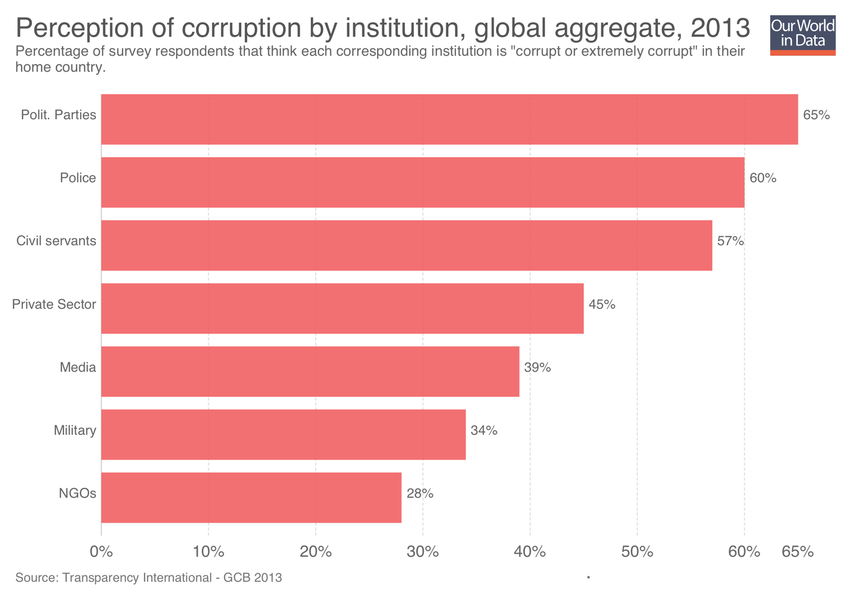 Perception of corruption by institution, global aggregate, 2013
Our World
in Data
Percentage of survey respondents that think each corresponding institution is "corrupt or extremely corrupt" in their
home country.
Polit. Parties 65%
Police 60%
Civil servants 57%
Private Sector 45%
Media 39%
Military 34%
NGOs 28%
0% 10% 20% 30% 40% 50% 60% 65%
Source: Transparency International - GCB 2013